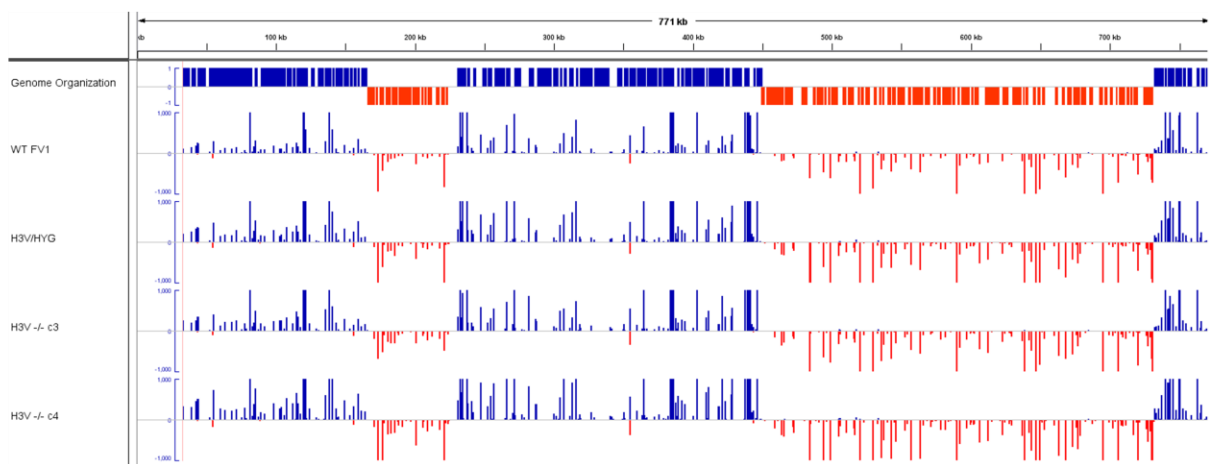 771 kb
kb 100 kb 200 kb 300 kb 400 kb 500 kb 600 kb 700 kb
Genome Organization
1
0
-1
WT FV1
1,000
0
-1,000
H3V/HYG
1,000
0
-1,000
H3V -/- c3
1,000
0
-1,000
H3V -/- c4
1,000
0
-1,000